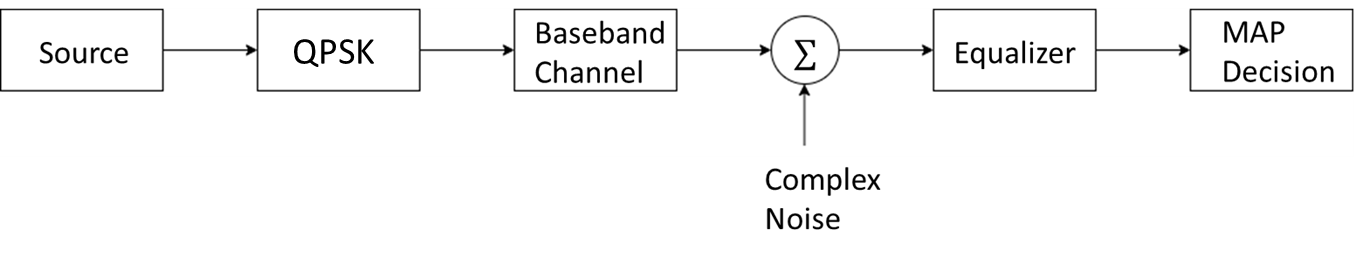 Source
QPSK
Baseband
Channel
Σ
Equalizer
MAP
Decision
Complex
Noise